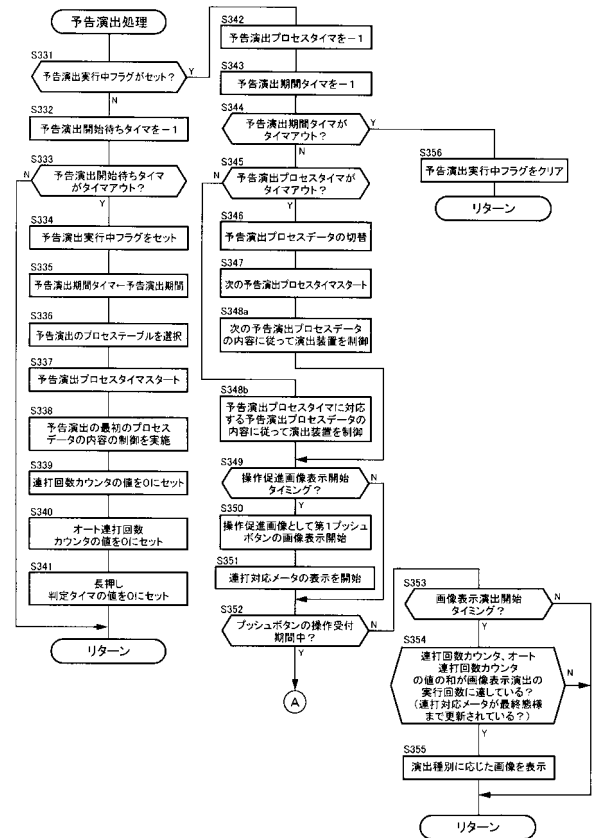 予告演出処理
S331
予告演出実行中フラグがセット?
Y
N
S332
予告演出開始待ちタイマを－1
S333
N
予告演出開始待ちタイマ
がタイマアウト?
Y
S334
予告演出実行中フラグをセット
S335
予告演出期間タイマ←予告演出期間
S336
予告演出のプロセステーブルを選択
S337
予告演出プロセスタイマスタート
S338
予告演出の最初のプロセス
データの内容の制御を実施
S339
連打回数カウンタの値を0にセット
S340
オート連打回数
カウンタの値を0にセット
S341
長押し
判定タイマの値を0にセット
リターン
S342
予告演出プロセスタイマを－1
S343
予告演出期間タイマを－1
S344
予告演出期間タイマが
タイマアウト?
Y
N
S345
N
予告演出プロセスタイマが
タイマアウト?
Y
S346
予告演出プロセスデータの切替
S347
次の予告演出プロセスタイマスタート
S348a
次の予告演出プロセスデータ
の内容に従って演出装置を制御
S348b
予告演出プロセスタイマに対応
する予告演出プロセスデータの
内容に従って演出装置を制御
S349
操作促進画像表示開始
タイミング?
N
Y
S350
操作促進画像として第1プッシュ
ボタンの画像表示開始
S351
連打対応メータの表示を開始
S352
プッシュボタンの操作受付
期間中?
N
Y
A
S356
予告演出実行中フラグをクリア
リターン
S353
画像表示演出開始
タイミング?
N
Y
S354
連打回数カウンタ、オート
連打回数カウンタ
の値の和が画像表示演出の
実行回数に達している?
(連打対応メータが最終態様
まで更新されている?)
N
Y
S355
演出種別に応じた画像を表示
リターン